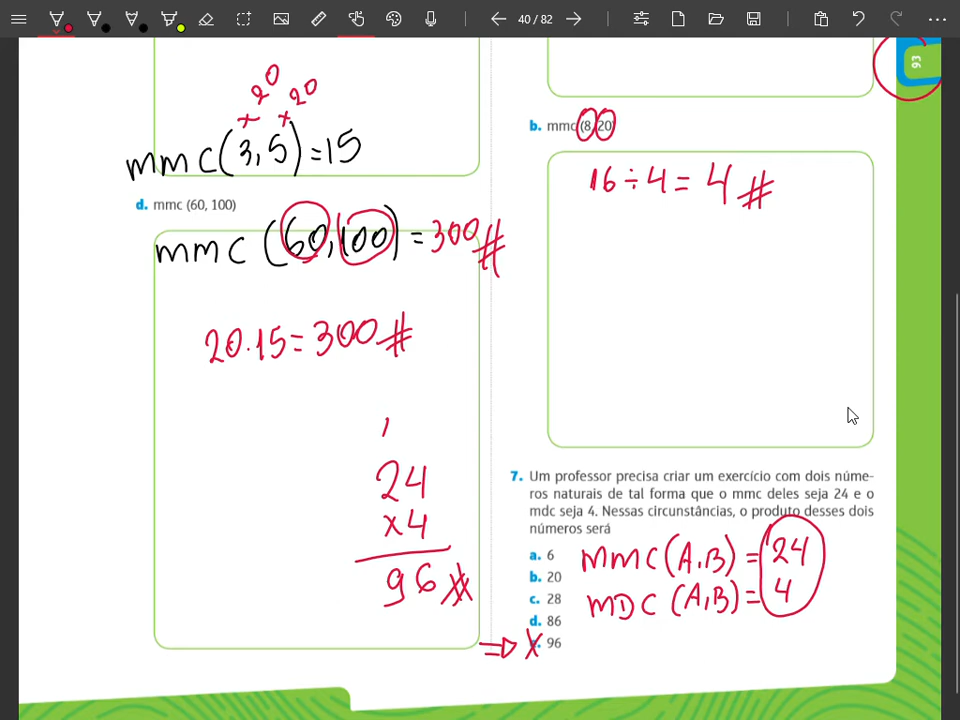 40 / 82
93
20 20
x x
mmc(3,5)=15
d. mmc (60, 100)
mmc (60,100) = 300 #
20.15=300 #
1
24
x4
96 #
b. mmc (8, 20)
16÷4= 4 #
7. Um professor precisa criar um exercício com dois núme-
ros naturais de tal forma que o mmc deles seja 24 e o
mdc seja 4. Nessas circunstâncias, o produto desses dois
números será
a. 6
b. 20
c. 28
d. 86
⇒ X 96
MMC (A,B) = 24
MDC (A,B) = 4